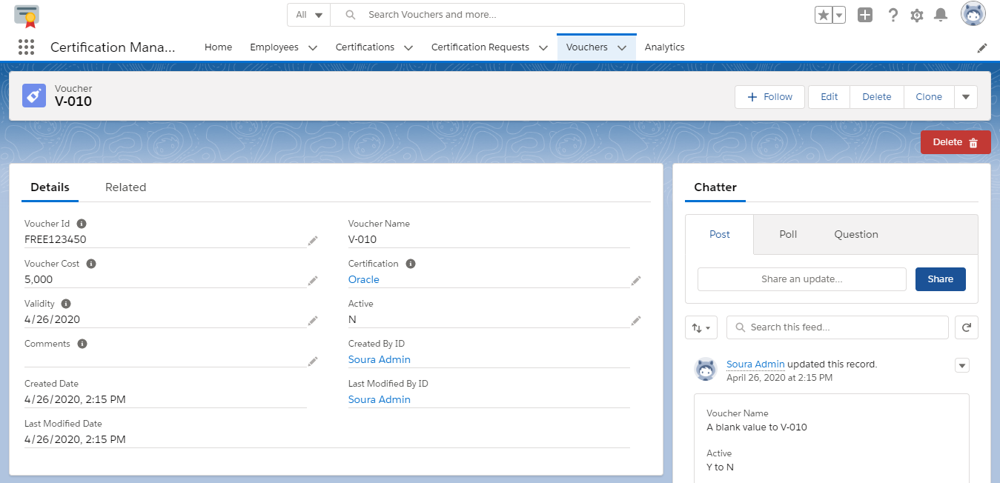 All
Search Vouchers and more...
Certification Mana...
Home
Employees
Certifications
Certification Requests
Vouchers
Analytics
Voucher
V-010
Follow
Edit
Delete
Clone
Delete
Details
Related
Voucher Id
FREE123450
Voucher Name
V-010
Voucher Cost
5,000
Certification
Oracle
Validity
4/26/2020
Active
N
Comments
Created By ID
Soura Admin
Created Date
4/26/2020, 2:15 PM
Last Modified By ID
Soura Admin
Last Modified Date
4/26/2020, 2:15 PM
Chatter
Post
Poll
Question
Share an update...
Share
Search this feed...
Soura Admin updated this record.
April 26, 2020 at 2:15 PM
Voucher Name
A blank value to V-010
Active
Y to N